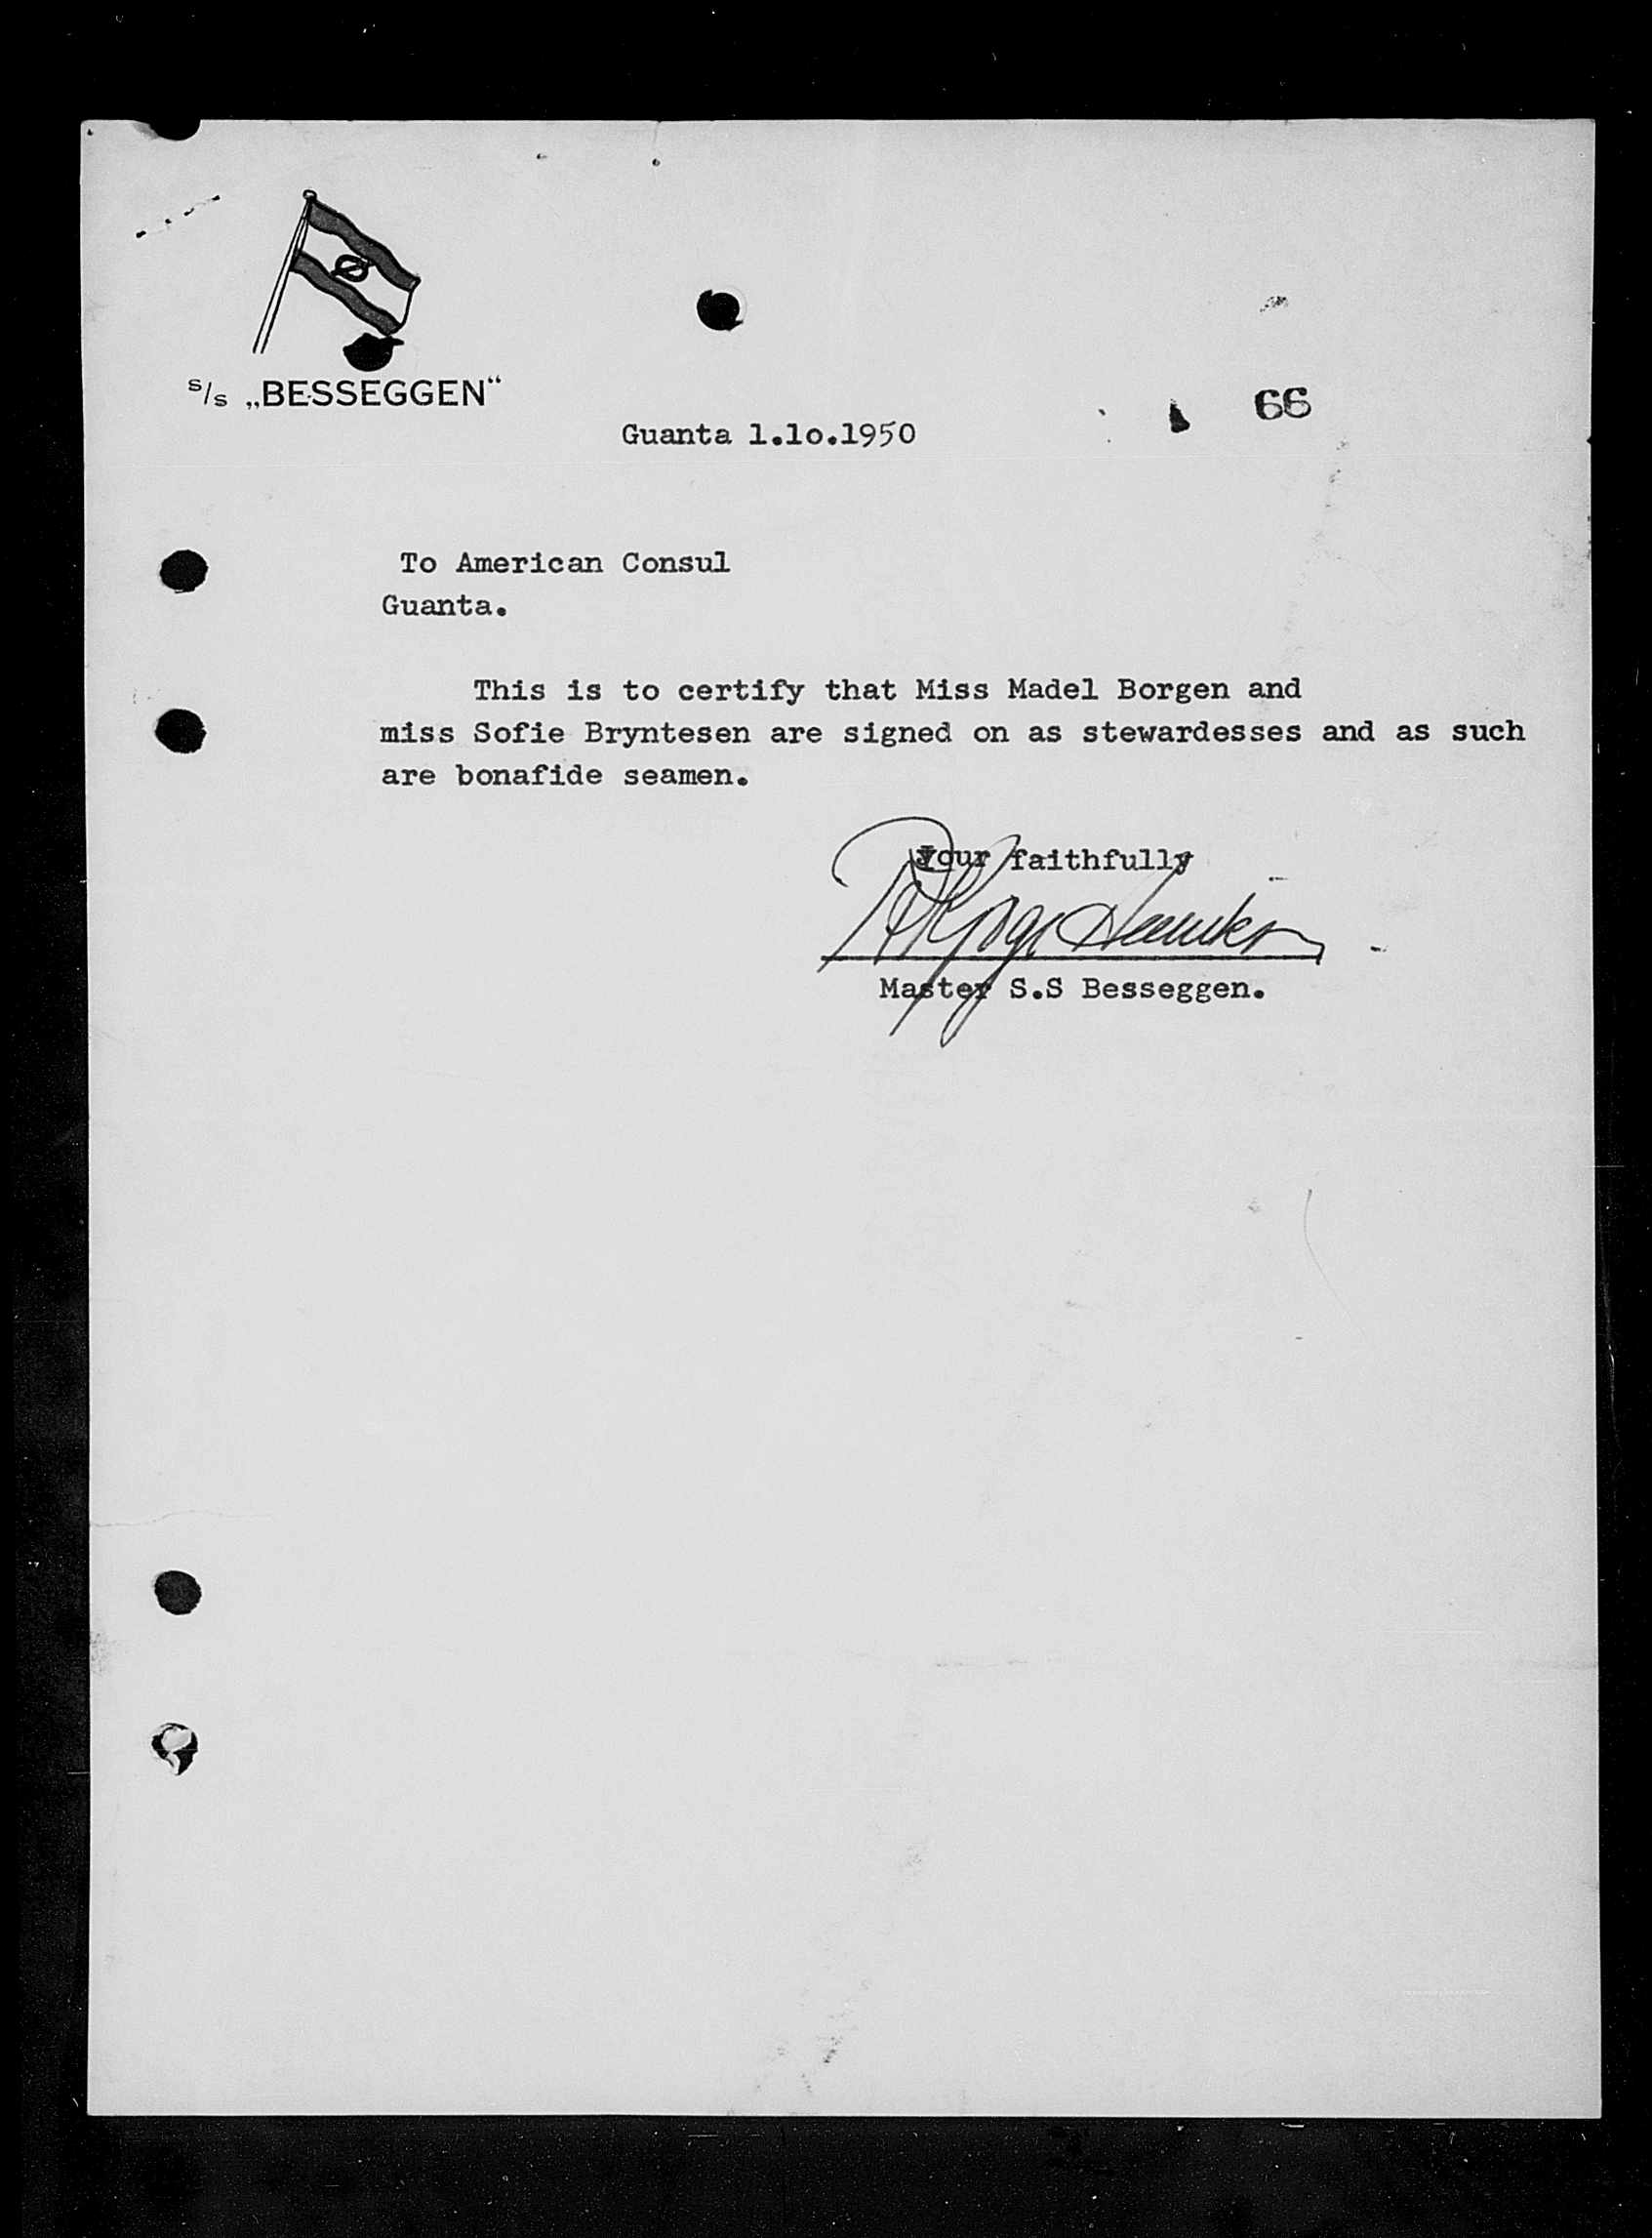 Ø
s/s „BESSEGGEN“
66
Guanta 1.1o.1950
To American Consul
Guanta.
This is to certify that Miss Madel Borgen and
miss Sofie Bryntesen are signed on as stewardesses and as such
are bonafide seamen.
Your faithfully
Master S.S Besseggen.